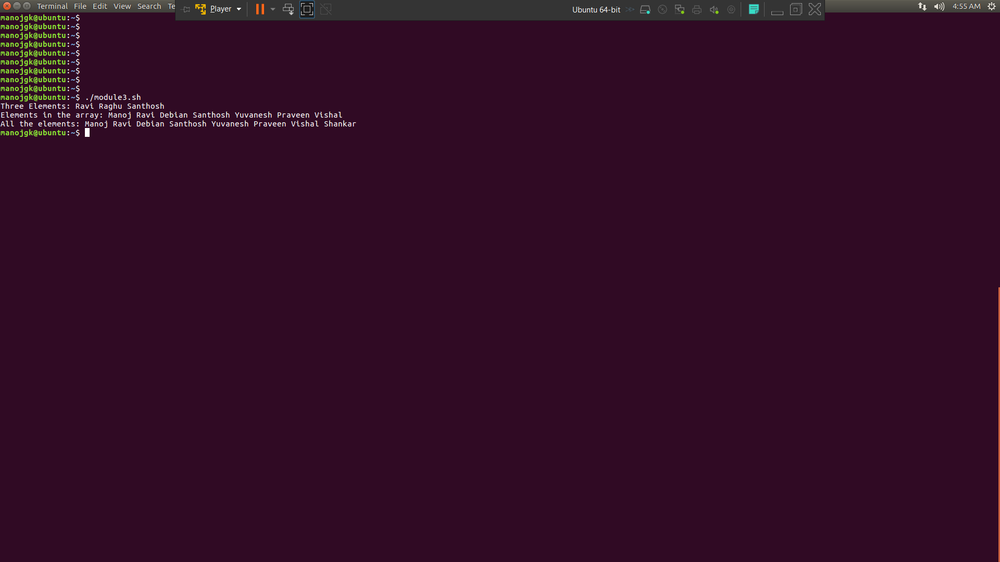 Terminal File Edit View Search Te
Player
Ubuntu 64-bit
4:55 AM
manojgk@ubuntu:~$
manojgk@ubuntu:~$
manojgk@ubuntu:~$
manojgk@ubuntu:~$
manojgk@ubuntu:~$
manojgk@ubuntu:~$
manojgk@ubuntu:~$
manojgk@ubuntu:~$
manojgk@ubuntu:~$
manojgk@ubuntu:~$ ./module3.sh
Three Elements: Ravi Raghu Santhosh
Elements in the array: Manoj Ravi Debian Santhosh Yuvanesh Praveen Vishal
All the elements: Manoj Ravi Debian Santhosh Yuvanesh Praveen Vishal Shankar
manojgk@ubuntu:~$